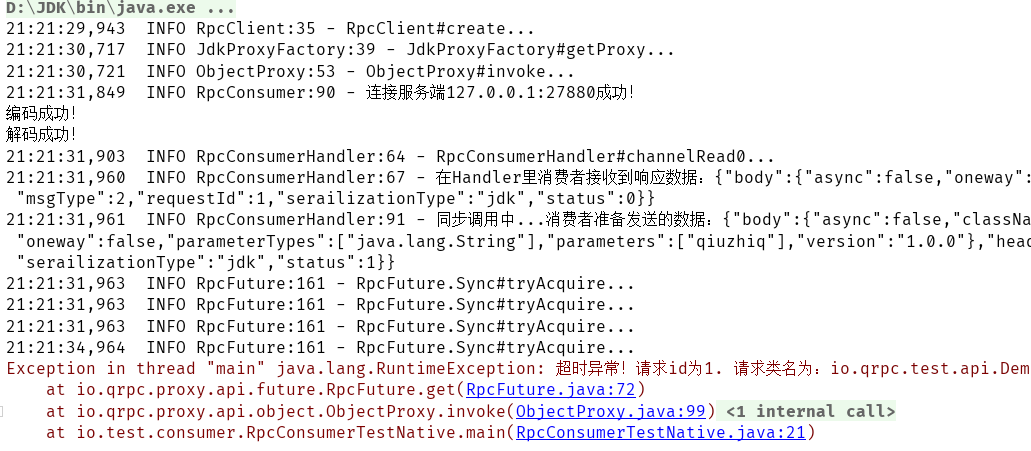 D:\JDK\bin\java.exe ...
21:21:29,943  INFO RpcClient:35 - RpcClient#create...
21:21:30,717  INFO JdkProxyFactory:39 - JdkProxyFactory#getProxy...
21:21:30,721  INFO ObjectProxy:53 - ObjectProxy#invoke...
21:21:31,849  INFO RpcConsumer:90 - 连接服务端127.0.0.1:27880成功!
编码成功!
解码成功!
21:21:31,903  INFO RpcConsumerHandler:64 - RpcConsumerHandler#channelRead0...
21:21:31,960  INFO RpcConsumerHandler:67 - 在Handler里消费者接收到响应数据：{"body":{"async":false,"oneway":
"msgType":2,"requestId":1,"serailizationType":"jdk","status":0}}
21:21:31,961  INFO RpcConsumerHandler:91 - 同步调用中...消费者准备发送的数据：{"body":{"async":false,"classNa
"oneway":false,"parameterTypes":["java.lang.String"],"parameters":["qiuzhiq"],"version":"1.0.0"},"head
"serailizationType":"jdk","status":1}}
21:21:31,963  INFO RpcFuture:161 - RpcFuture.Sync#tryAcquire...
21:21:31,963  INFO RpcFuture:161 - RpcFuture.Sync#tryAcquire...
21:21:31,963  INFO RpcFuture:161 - RpcFuture.Sync#tryAcquire...
21:21:34,964  INFO RpcFuture:161 - RpcFuture.Sync#tryAcquire...
Exception in thread "main" java.lang.RuntimeException: 超时异常! 请求id为1. 请求类名为：io.qrpc.test.api.Dem
at io.qrpc.proxy.api.future.RpcFuture.get(RpcFuture.java:72)
at io.qrpc.proxy.api.object.ObjectProxy.invoke(ObjectProxy.java:99) <1 internal call>
at io.test.consumer.RpcConsumerTestNative.main(RpcConsumerTestNative.java:21)